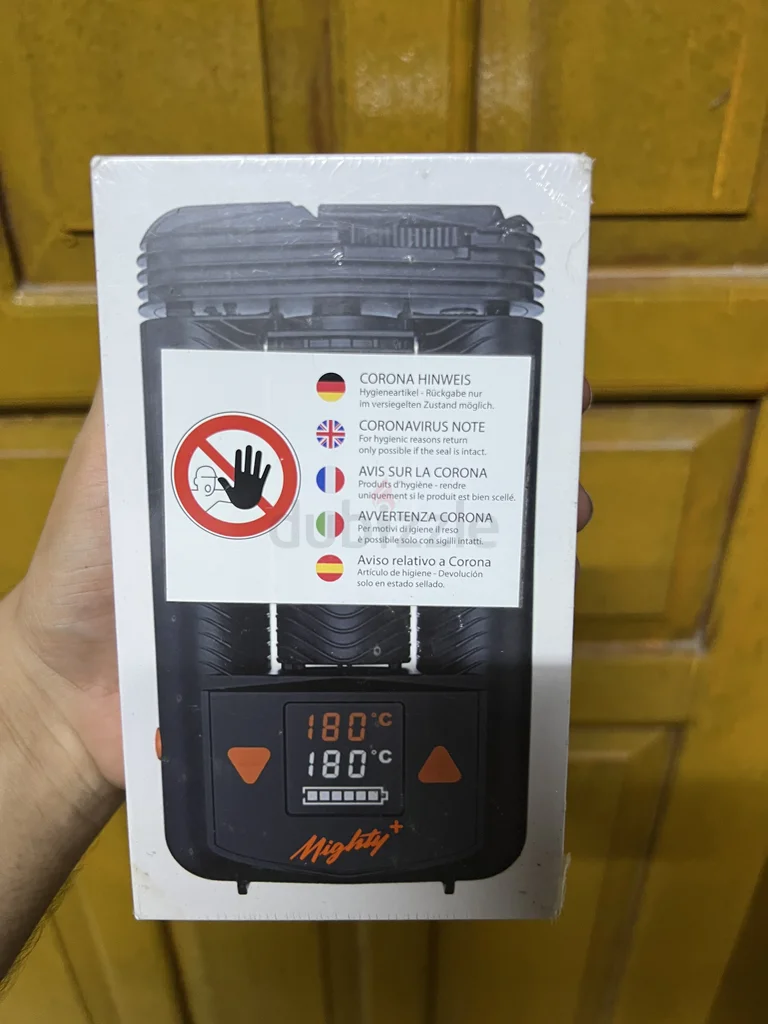 CORONA HINWEIS
Hygieneartikel - Rückgabe nur
im versiegelten Zustand möglich.
CORONAVIRUS NOTE
For hygienic reasons return
only possible if the seal is intact.
AVIS SUR LA CORONA
Produit d'hygiène - rendre
uniquement si le produit est bien scellé.
AVVERTENZA CORONA
Per motivi di igiene il reso
è possibile solo con sigilli intatti.
Aviso relativo a Corona
Artículo de higiene - Devolución
solo en estado sellado.
dubizzle
180°C
180°C
Mighty+